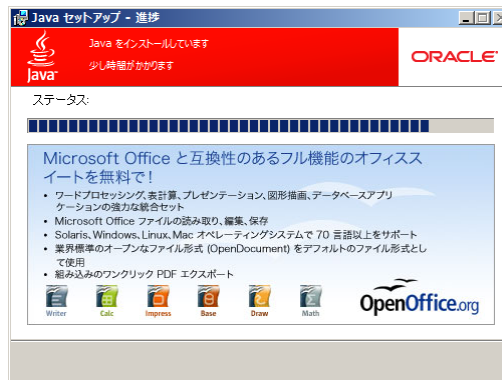 Java セットアップ - 進捗
Java をインストールしています
少し時間がかかります
Java
ORACLE
ステータス:
Microsoft Office と互換性のあるフル機能のオフィスス
イートを無料で!
・ ワードプロセッシング,表計算、プレゼンテーション、図形描画、データベースアプリ
ケーションの強力な統合セット
・ Microsoft Office ファイルの読み取り、編集、保存
・ Solaris、Windows、Linux、Mac オペレーティングシステムで 70 言語以上をサポート
・ 業界標準のオープンなファイル形式 (OpenDocument) をデフォルトのファイル形式とし
て使用
・ 組み込みのワンクリック PDF エクスポート
Writer Calc Impress Base Draw Math
OpenOffice.org